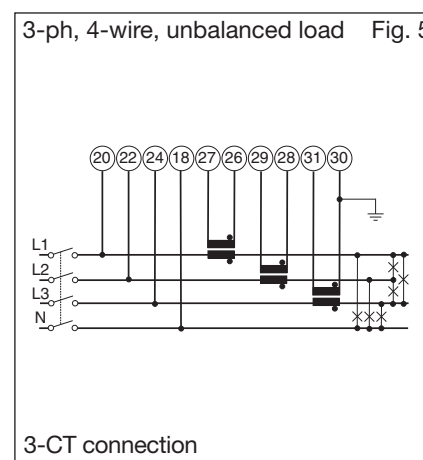 3-ph, 4-wire, unbalanced load Fig. 5
20 22 24 18 27 26 29 28 31 30
L1
L2
L3
N
3-CT connection